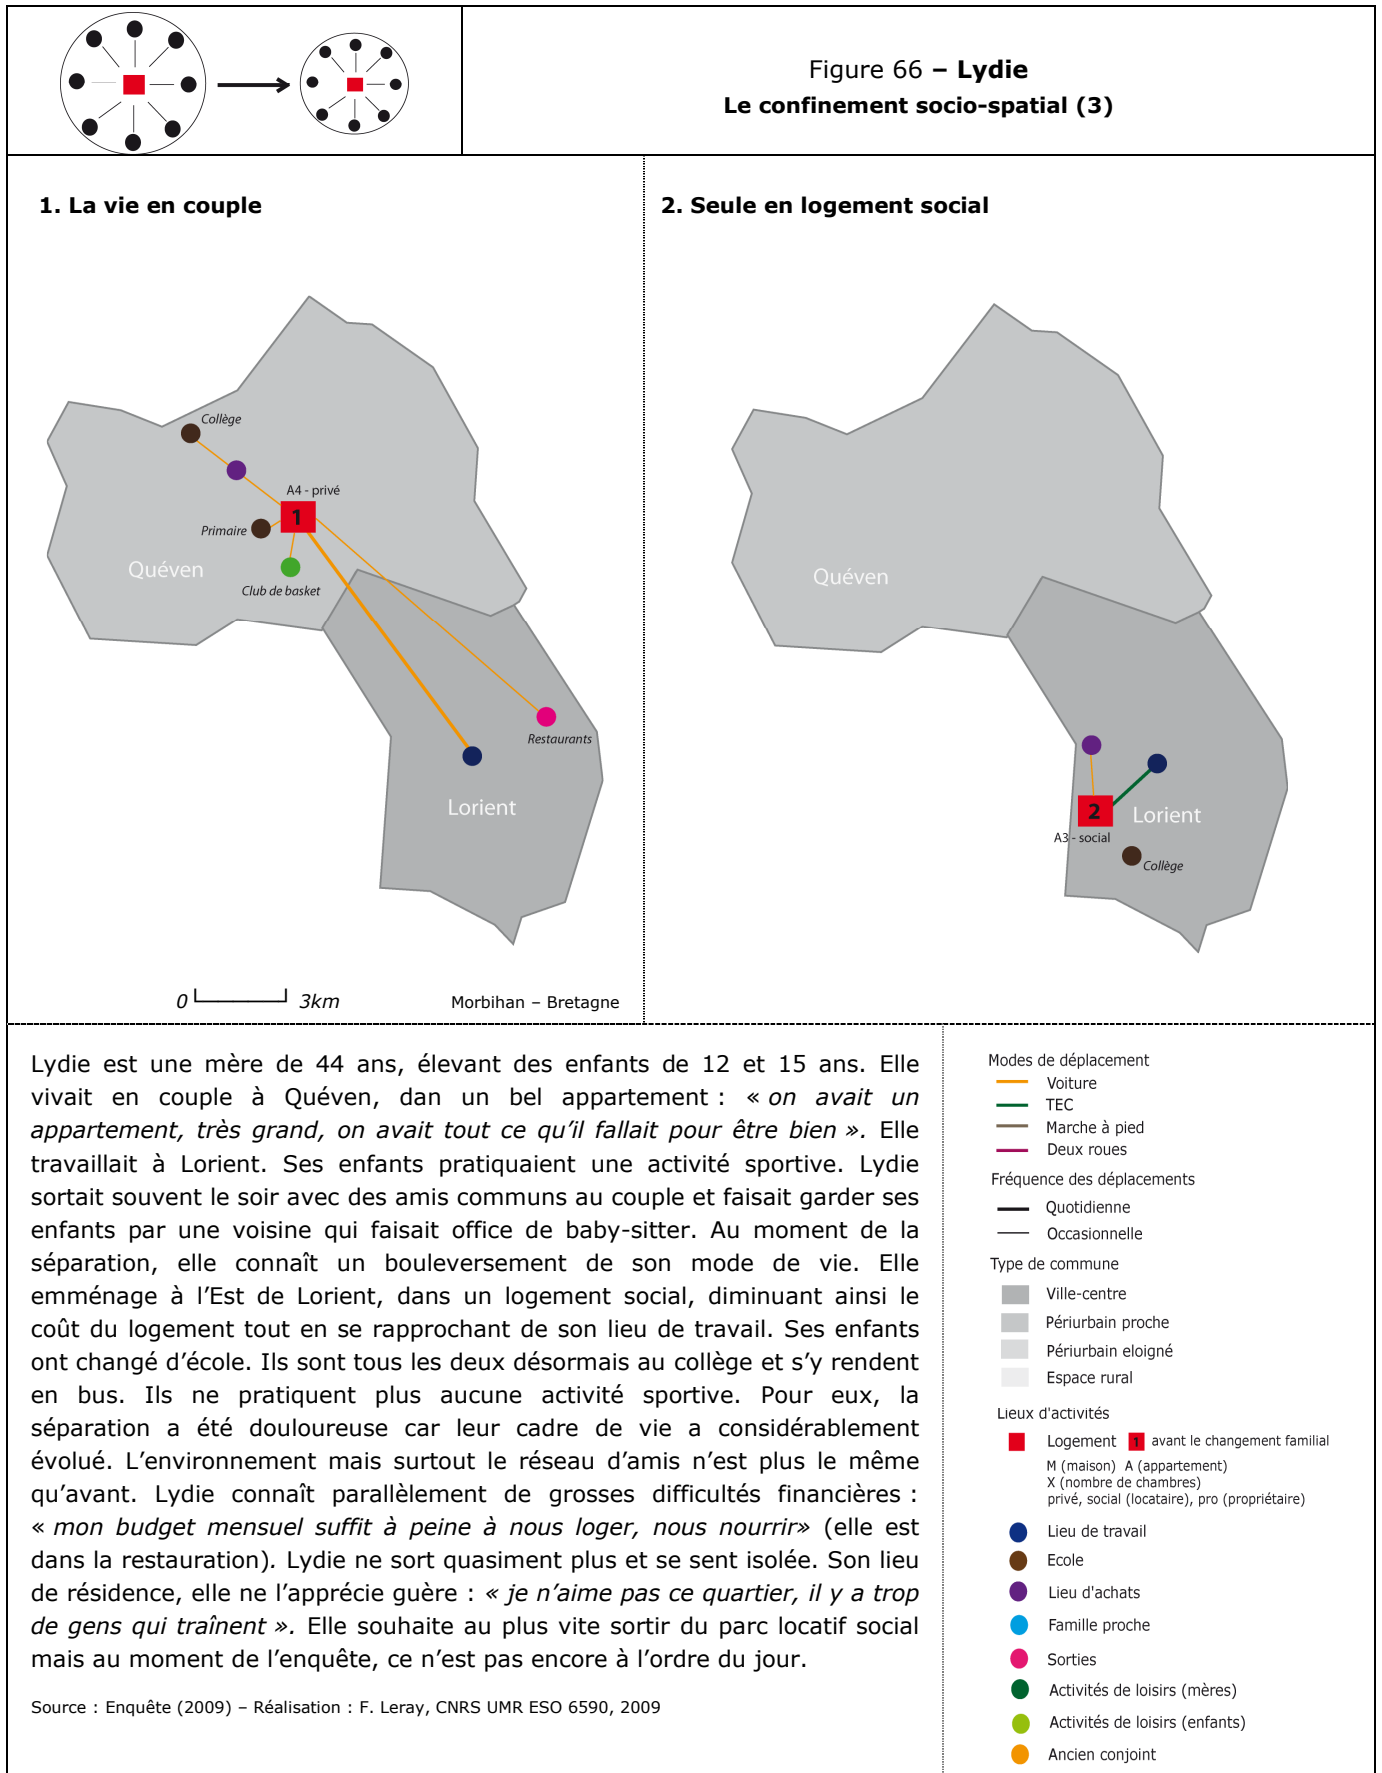 Figure 66 – Lydie
Le confinement socio-spatial (3)
1. La vie en couple
2. Seule en logement social
Collège
A4 - privé
1
Primaire
Quéven
Club de basket
Restaurants
Lorient
0
3km
Morbihan – Bretagne
Quéven
2
Lorient
A3 - social
Collège
Lydie est une mère de 44 ans, élevant des enfants de 12 et 15 ans. Elle
vivait en couple à Quéven, dan un bel appartement : « on avait un
appartement, très grand, on avait tout ce qu'il fallait pour être bien ». Elle
travaillait à Lorient. Ses enfants pratiquaient une activité sportive. Lydie
sortait souvent le soir avec des amis communs au couple et faisait garder ses
enfants par une voisine qui faisait office de baby-sitter. Au moment de la
séparation, elle connaît un bouleversement de son mode de vie. Elle
emménage à l'Est de Lorient, dans un logement social, diminuant ainsi le
coût du logement tout en se rapprochant de son lieu de travail. Ses enfants
ont changé d'école. Ils sont tous les deux désormais au collège et s'y rendent
en bus. Ils ne pratiquent plus aucune activité sportive. Pour eux, la
séparation a été douloureuse car leur cadre de vie a considérablement
évolué. L'environnement mais surtout le réseau d'amis n'est plus le même
qu'avant. Lydie connaît parallèlement de grosses difficultés financières :
« mon budget mensuel suffit à peine à nous loger, nous nourrir» (elle est
dans la restauration). Lydie ne sort quasiment plus et se sent isolée. Son lieu
de résidence, elle ne l'apprécie guère : « je n'aime pas ce quartier, il y a trop
de gens qui traînent ». Elle souhaite au plus vite sortir du parc locatif social
mais au moment de l'enquête, ce n'est pas encore à l'ordre du jour.
Source : Enquête (2009) – Réalisation : F. Leray, CNRS UMR ESO 6590, 2009
Modes de déplacement
Voiture
TEC
Marche à pied
Deux roues
Fréquence des déplacements
Quotidienne
Occasionnelle
Type de commune
Ville-centre
Périurbain proche
Périurbain eloigné
Espace rural
Lieux d'activités
Logement 1 avant le changement familial
M (maison) A (appartement)
X (nombre de chambres)
privé, social (locataire), pro (propriétaire)
Lieu de travail
Ecole
Lieu d'achats
Famille proche
Sorties
Activités de loisirs (mères)
Activités de loisirs (enfants)
Ancien conjoint